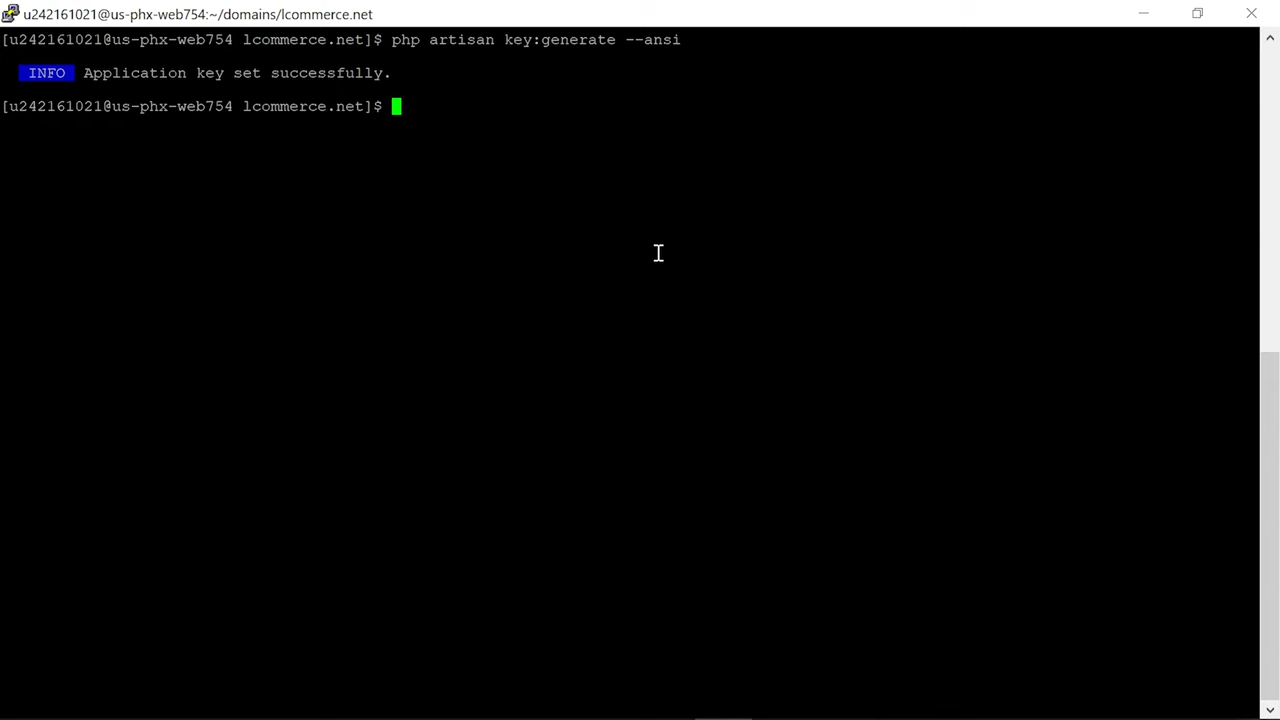 u242161021@us-phx-web754:~/domains/lcommerce.net
[u242161021@us-phx-web754 lcommerce.net]$ php artisan key:generate --ansi
INFO Application key set successfully.
[u242161021@us-phx-web754 lcommerce.net]$